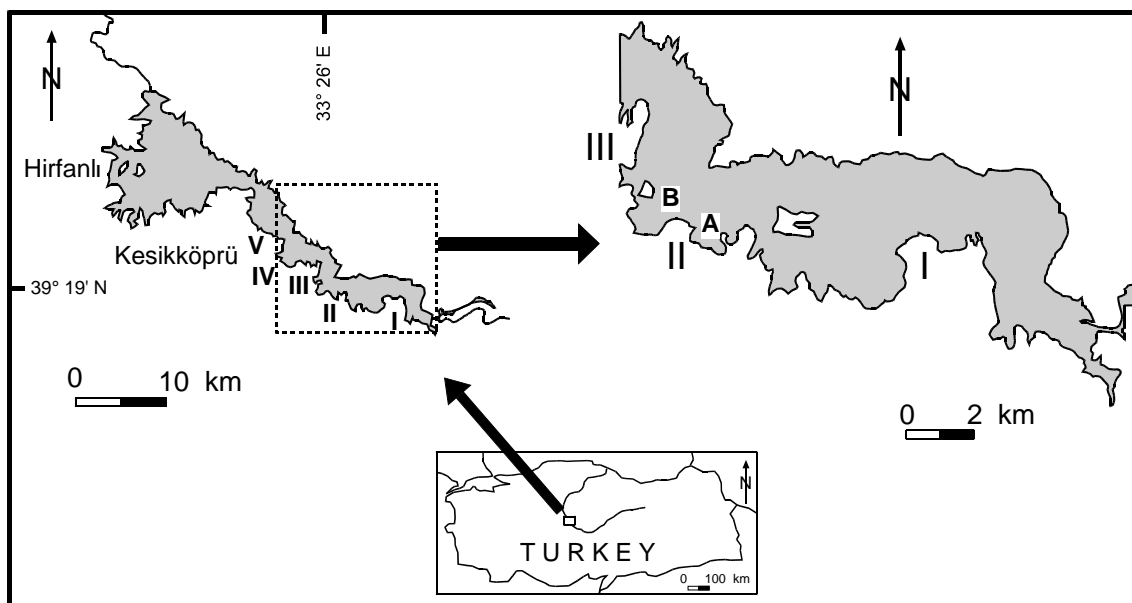 N
33° 26' E
N
Hirfanlı
III
B
A
Kesikköprü
V
II
I
IV
III
39° 19' N
II
I
0 10 km
0 2 km
N
TURKEY
0 100 km